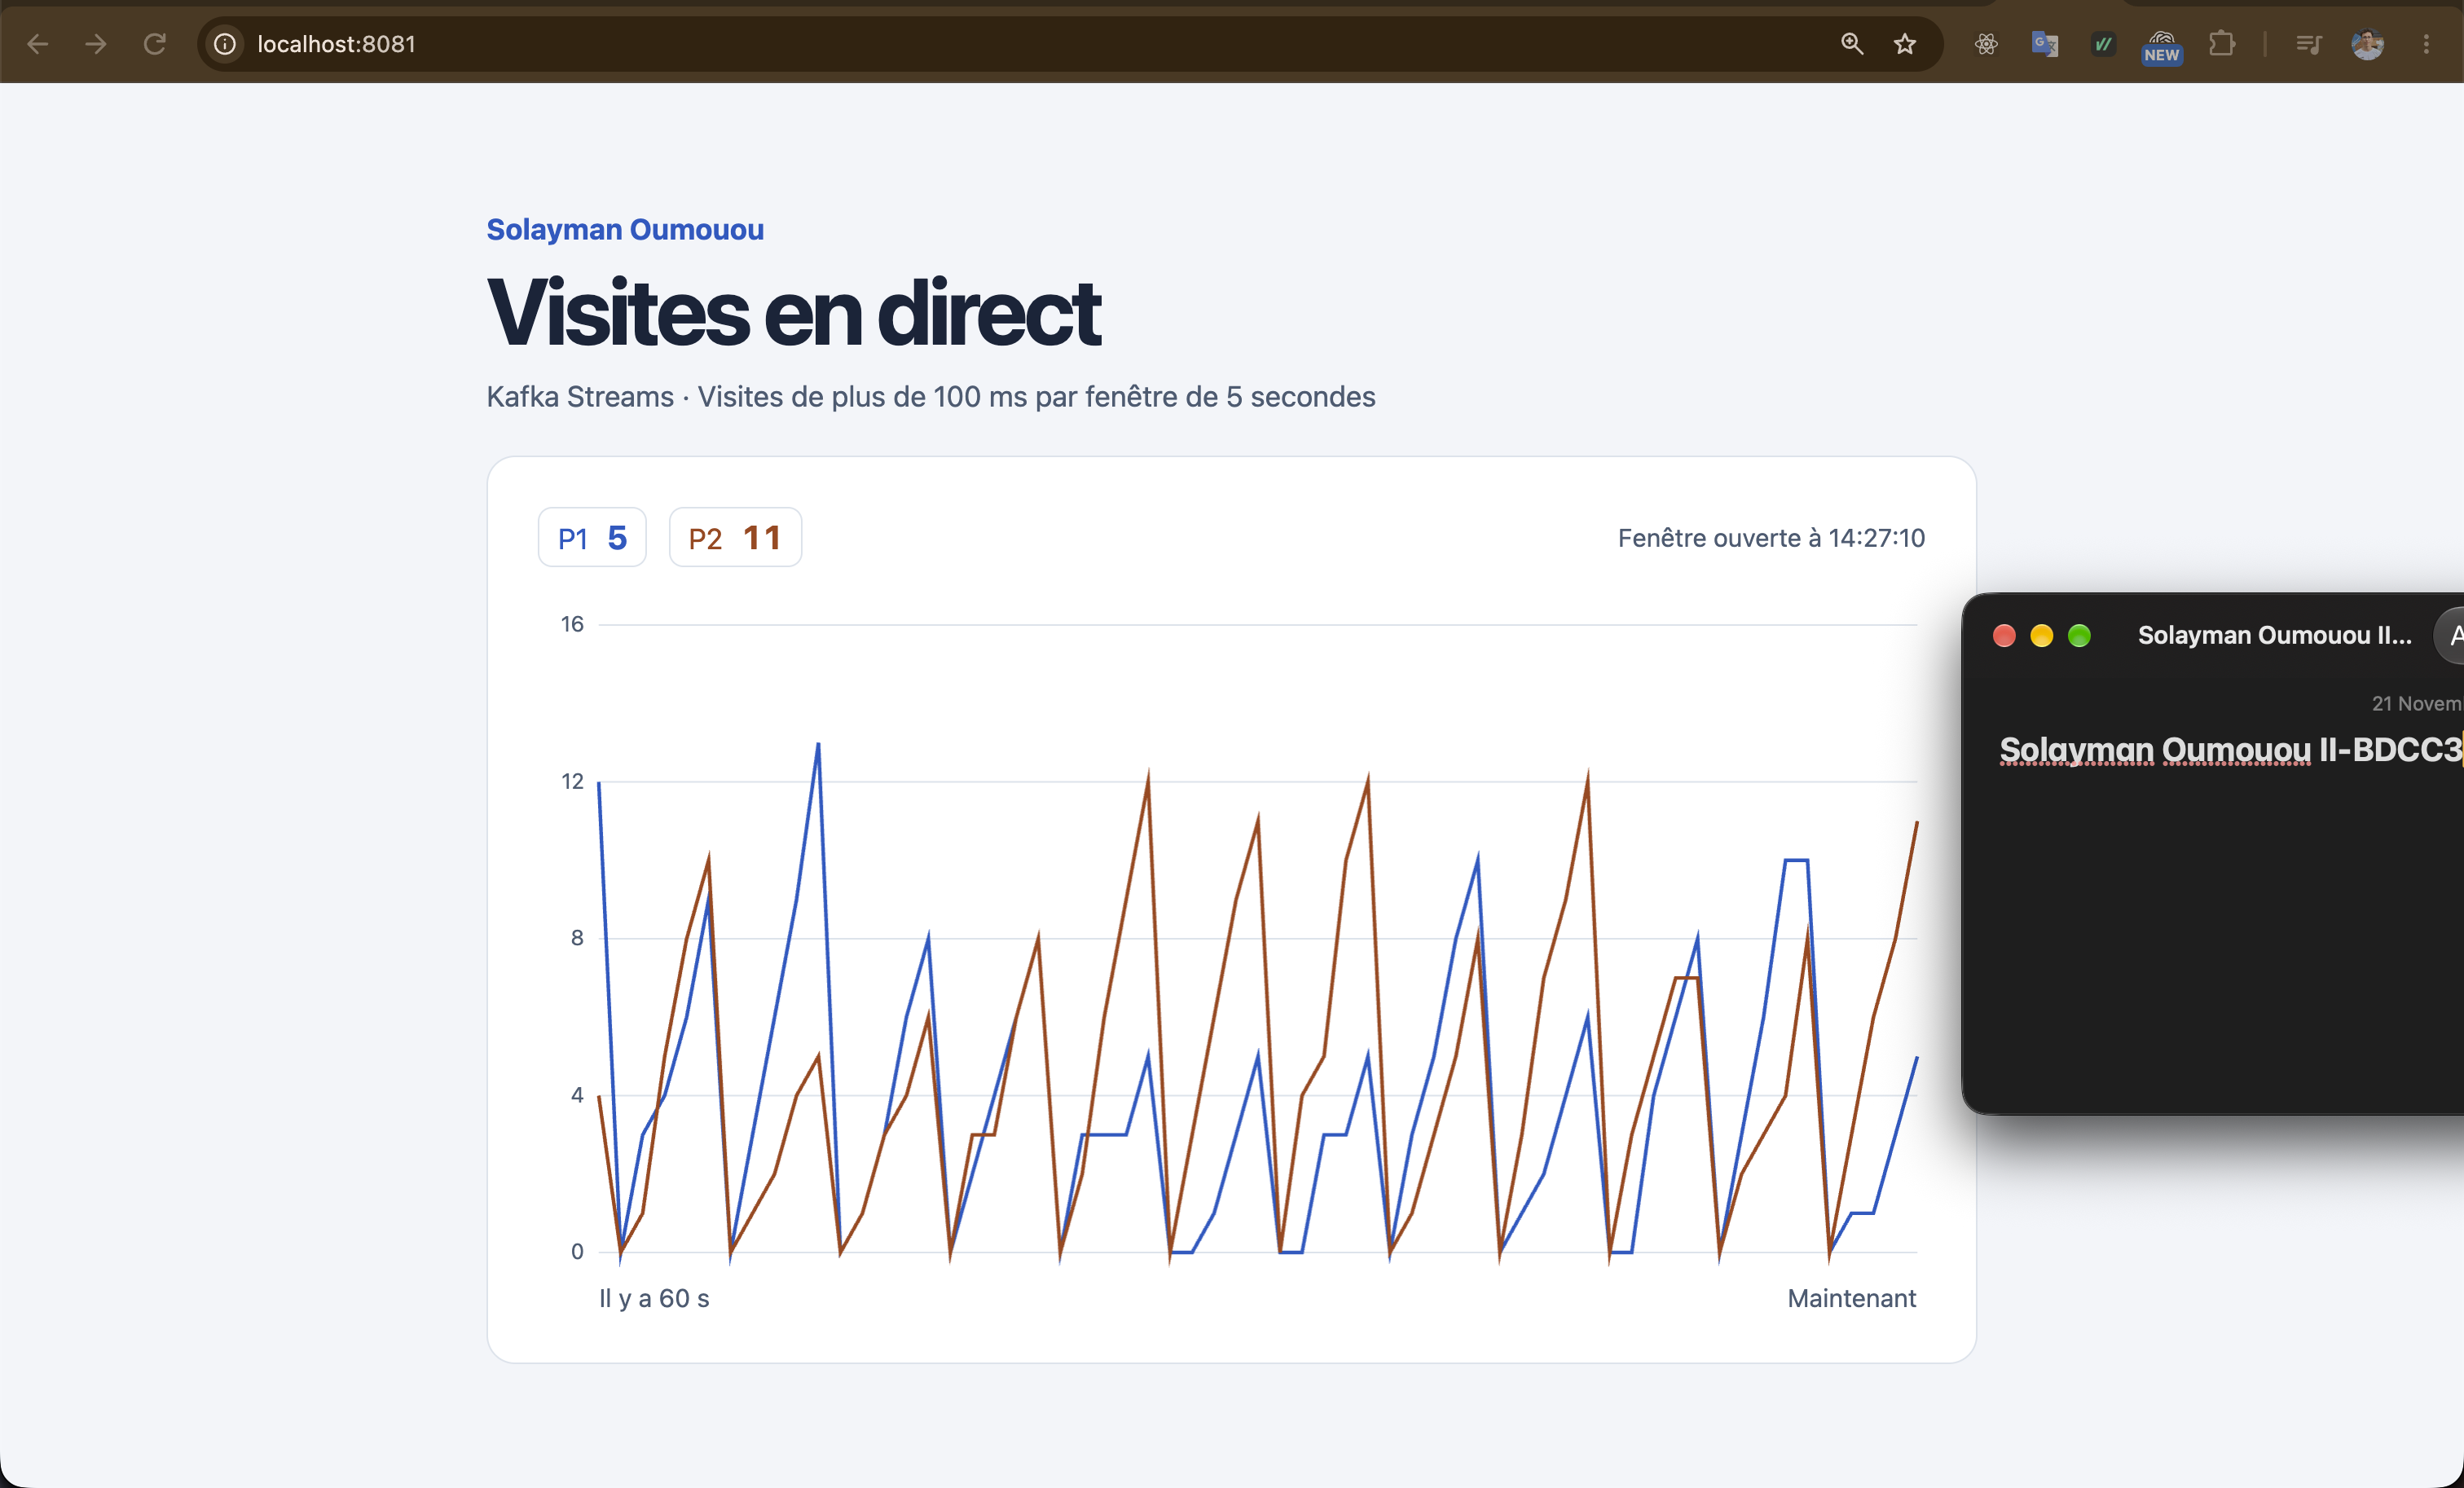 localhost:8081
NEW
Solayman Oumouou
Visites en direct
Kafka Streams · Visites de plus de 100 ms par fenêtre de 5 secondes
P1 5
P2 11
Fenêtre ouverte à 14:27:10
16
12
8
4
0
Il y a 60 s
Maintenant
Solayman Oumouou II...
21 Novem
Solayman Oumouou II-BDCC3